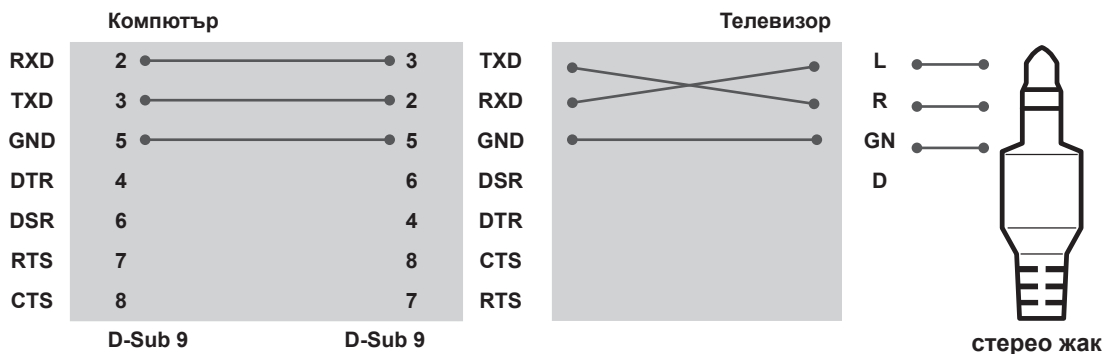 Компютър Телевизор
RXD 2 3 TXD L
TXD 3 2 RXD R
GND 5 5 GND GN
DTR 4 6 DSR D
DSR 6 4 DTR
RTS 7 8 CTS
CTS 8 7 RTS
D-Sub 9 D-Sub 9 стерео жак